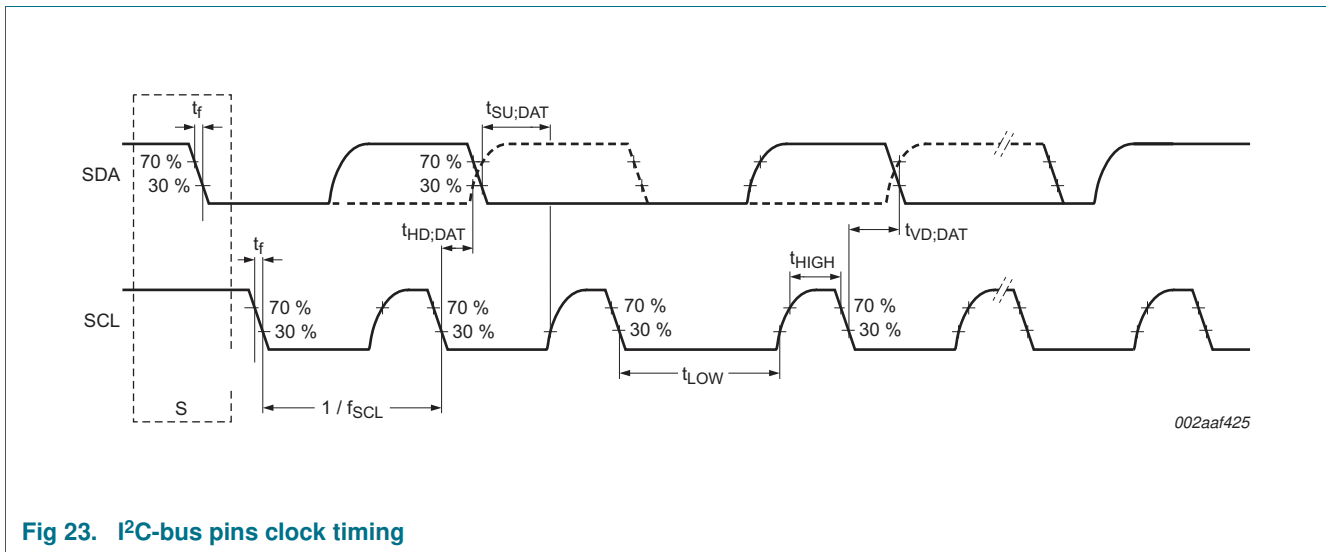 tf
tSU;DAT
70 %
30 %
70 %
30 %
SDA
tHD;DAT
tVD;DAT
tf
tHIGH
70 %
30 %
70 %
30 %
70 %
30 %
70 %
30 %
SCL
tLOW
S
1 / fSCL
002aaf425
Fig 23. I²C-bus pins clock timing